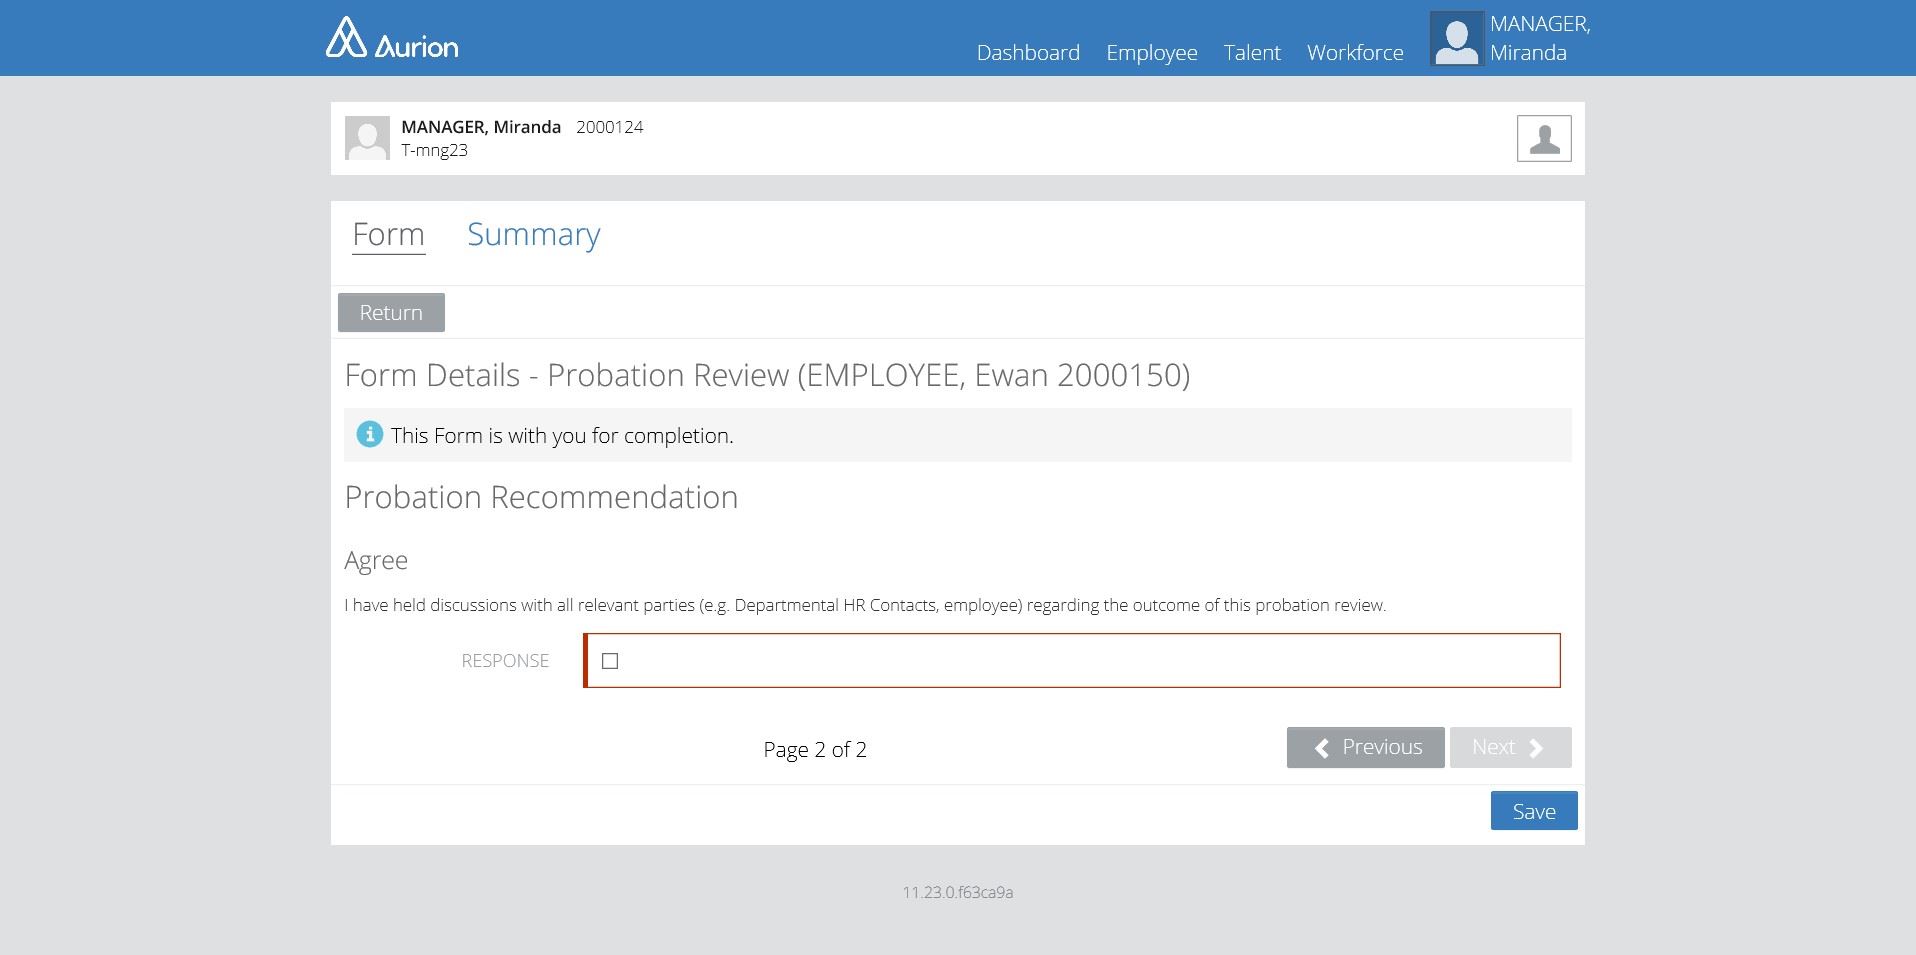 Aurion
Dashboard Employee Talent Workforce MANAGER, Miranda
MANAGER, Miranda 2000124
T-mng23
Form Summary
Return
Form Details - Probation Review (EMPLOYEE, Ewan 2000150)
This Form is with you for completion.
Probation Recommendation
Agree
I have held discussions with all relevant parties (e.g. Departmental HR Contacts, employee) regarding the outcome of this probation review.
RESPONSE
Page 2 of 2 Previous Next
Save
11.23.0.f63ca9a